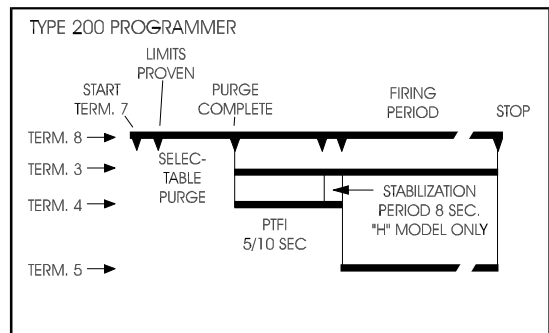 TYPE 200 PROGRAMMER
LIMITS
PROVEN
START
TERM. 7
PURGE
COMPLETE
FIRING
PERIOD
STOP
TERM. 8
SELEC-
TABLE
PURGE
TERM. 3
TERM. 4
STABILIZATION
PERIOD 8 SEC.
"H" MODEL ONLY
PTFI
5/10 SEC
TERM. 5